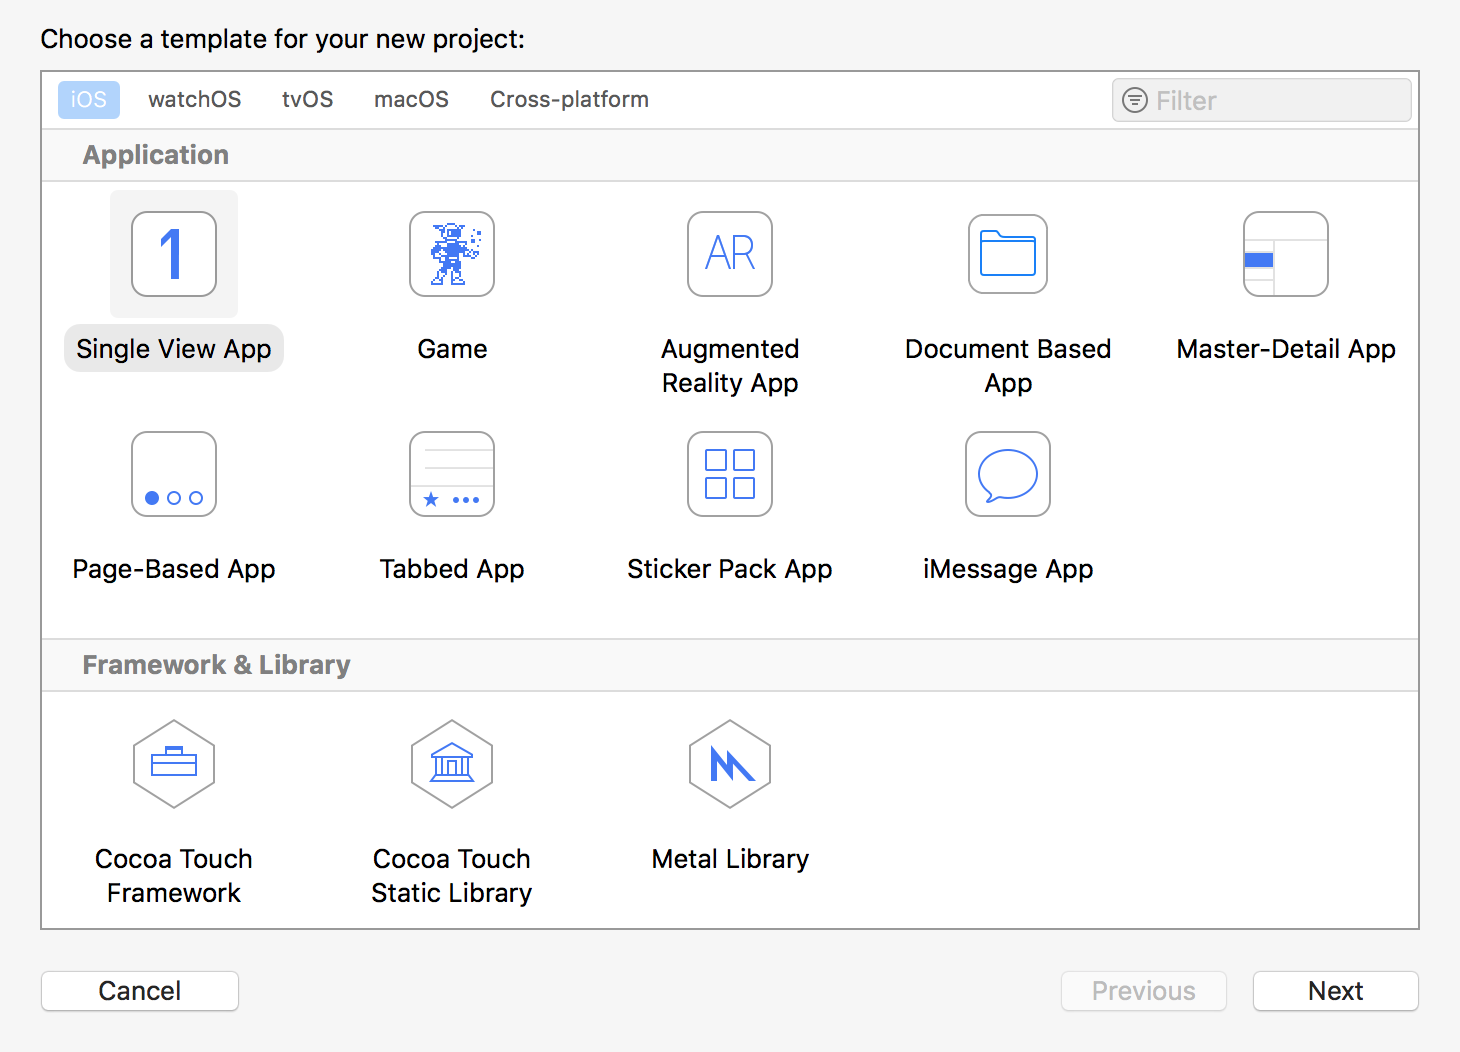 Choose a template for your new project:
iOS watchOS tvOS macOS Cross-platform Filter
Application
1
AR
Single View App
Game
Augmented
Reality App
Document Based
App
Master-Detail App
Page-Based App
Tabbed App
Sticker Pack App
iMessage App
Framework & Library
Cocoa Touch
Framework
Cocoa Touch
Static Library
Metal Library
Cancel
Previous
Next